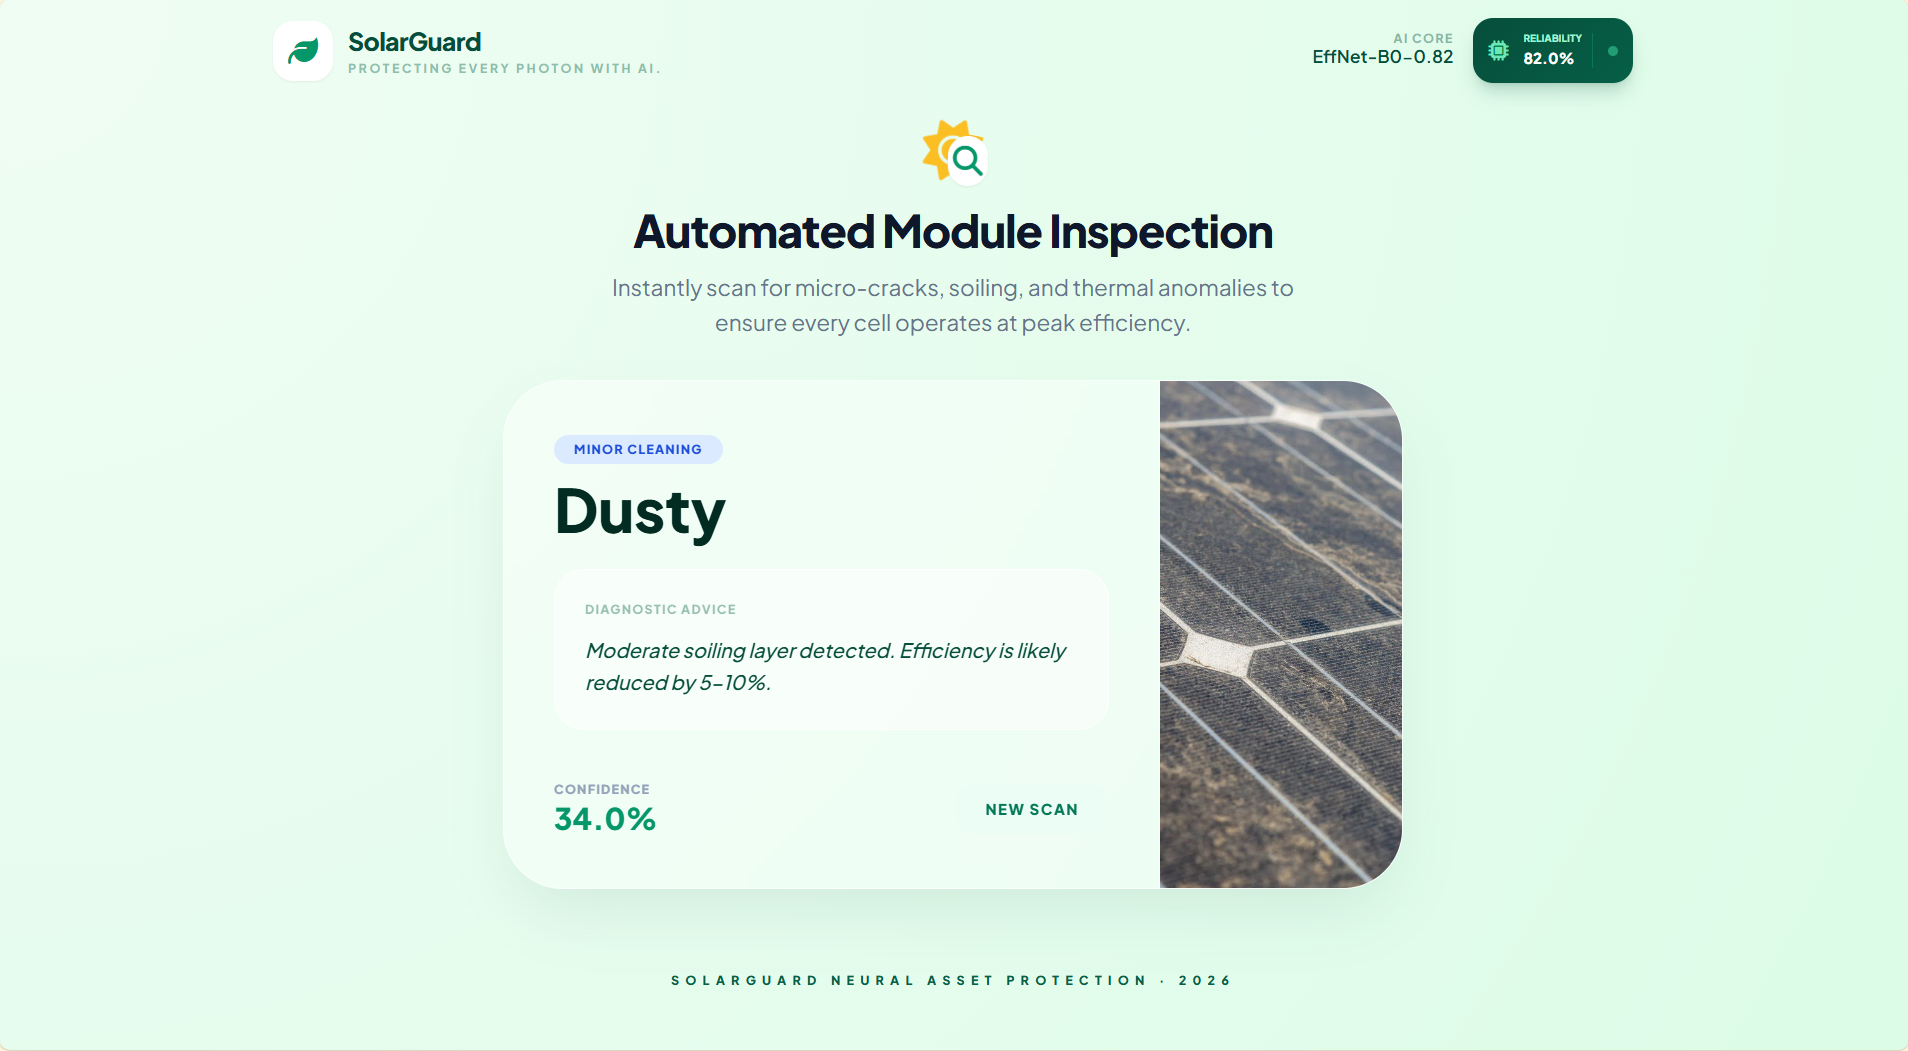 SolarGuard
PROTECTING EVERY PHOTON WITH AI.
AI CORE
EffNet-B0-0.82
RELIABILITY
82.0%
Automated Module Inspection
Instantly scan for micro-cracks, soiling, and thermal anomalies to
ensure every cell operates at peak efficiency.
MINOR CLEANING
Dusty
DIAGNOSTIC ADVICE
Moderate soiling layer detected. Efficiency is likely
reduced by 5–10%.
CONFIDENCE
34.0%
NEW SCAN
SOLARGUARD NEURAL ASSET PROTECTION · 2026